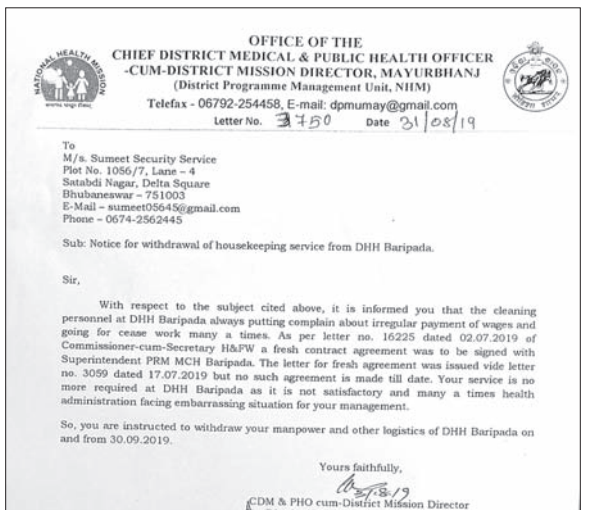 OFFICE OF THE
CHIEF DISTRICT MEDICAL & PUBLIC HEALTH OFFICER
-CUM-DISTRICT MISSION DIRECTOR, MAYURBHANJ
(District Programme Management Unit, NHM)
Telefax - 06792-254458, E-mail: dpmumay@gmail.com
Letter No. 3750 Date 31/08/19
NATIONAL HEALTH MISSION
To
M/s. Sumeet Security Service
Plot No. 1056/7, Lane – 4
Satabdi Nagar, Delta Square
Bhubaneswar – 751003
E-Mail – sumeet05645@gmail.com
Phone – 0674-2562445
Sub: Notice for withdrawal of housekeeping service from DHH Baripada.
Sir,
With respect to the subject cited above, it is informed you that the cleaning
personnel at DHH Baripada always putting complain about irregular payment of wages and
going for cease work many a times. As per letter no. 16225 dated 02.07.2019 of
Commissioner-cum-Secretary H&FW a fresh contract agreement was to be signed with
Superintendent PRM MCH Baripada. The letter for fresh agreement was issued vide letter
no. 3059 dated 17.07.2019 but no such agreement is made till date. Your service is no
more required at DHH Baripada as it is not satisfactory and many a times health
administration facing embarrassing situation for your management.
So, you are instructed to withdraw your manpower and other logistics of DHH Baripada on
and from 30.09.2019.
Yours faithfully,
31.8.19
CDM & PHO cum-District Mission Director